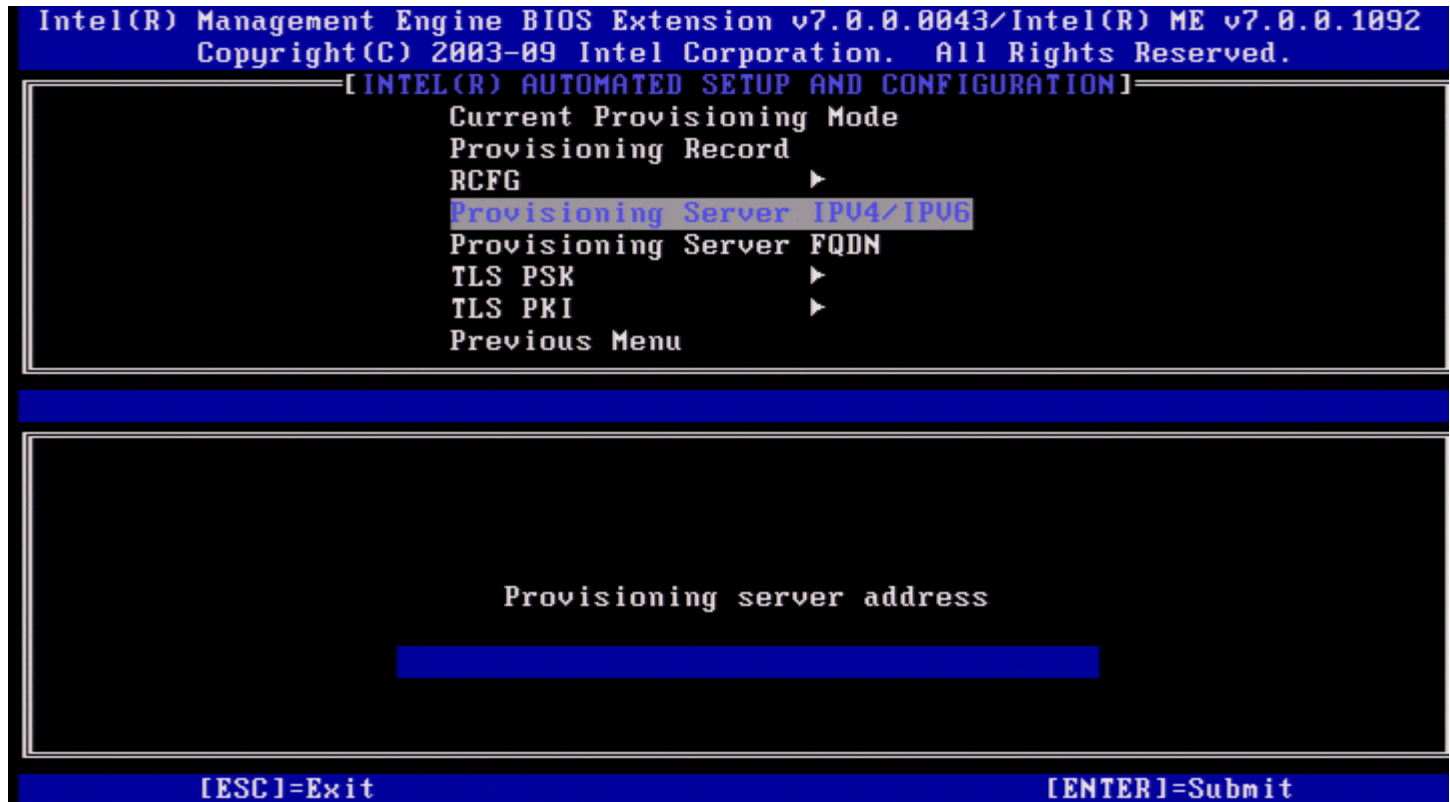 Intel(R) Management Engine BIOS Extension v7.0.0.0043/Intel(R) ME v7.0.0.1092
Copyright(C) 2003-09 Intel Corporation. All Rights Reserved.
[INTEL(R) AUTOMATED SETUP AND CONFIGURATION]
Current Provisioning Mode
Provisioning Record
RCFG
Provisioning Server IPV4/IPV6
Provisioning Server FQDN
TLS PSK
TLS PKI
Previous Menu
Provisioning server address
[ESC]=Exit [ENTER]=Submit